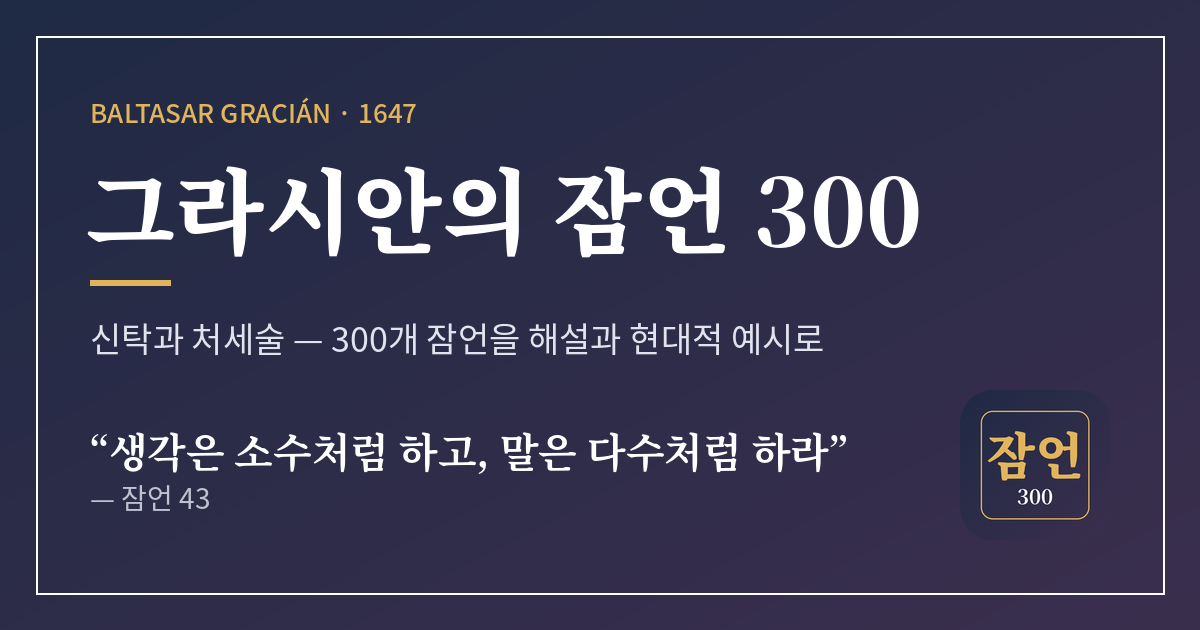 BALTASAR GRACIÁN · 1647
그라시안의 잠언 300
신탁과 처세술 — 300개 잠언을 해설과 현대적 예시로
“생각은 소수처럼 하고, 말은 다수처럼 하라”
— 잠언 43
잠언
300